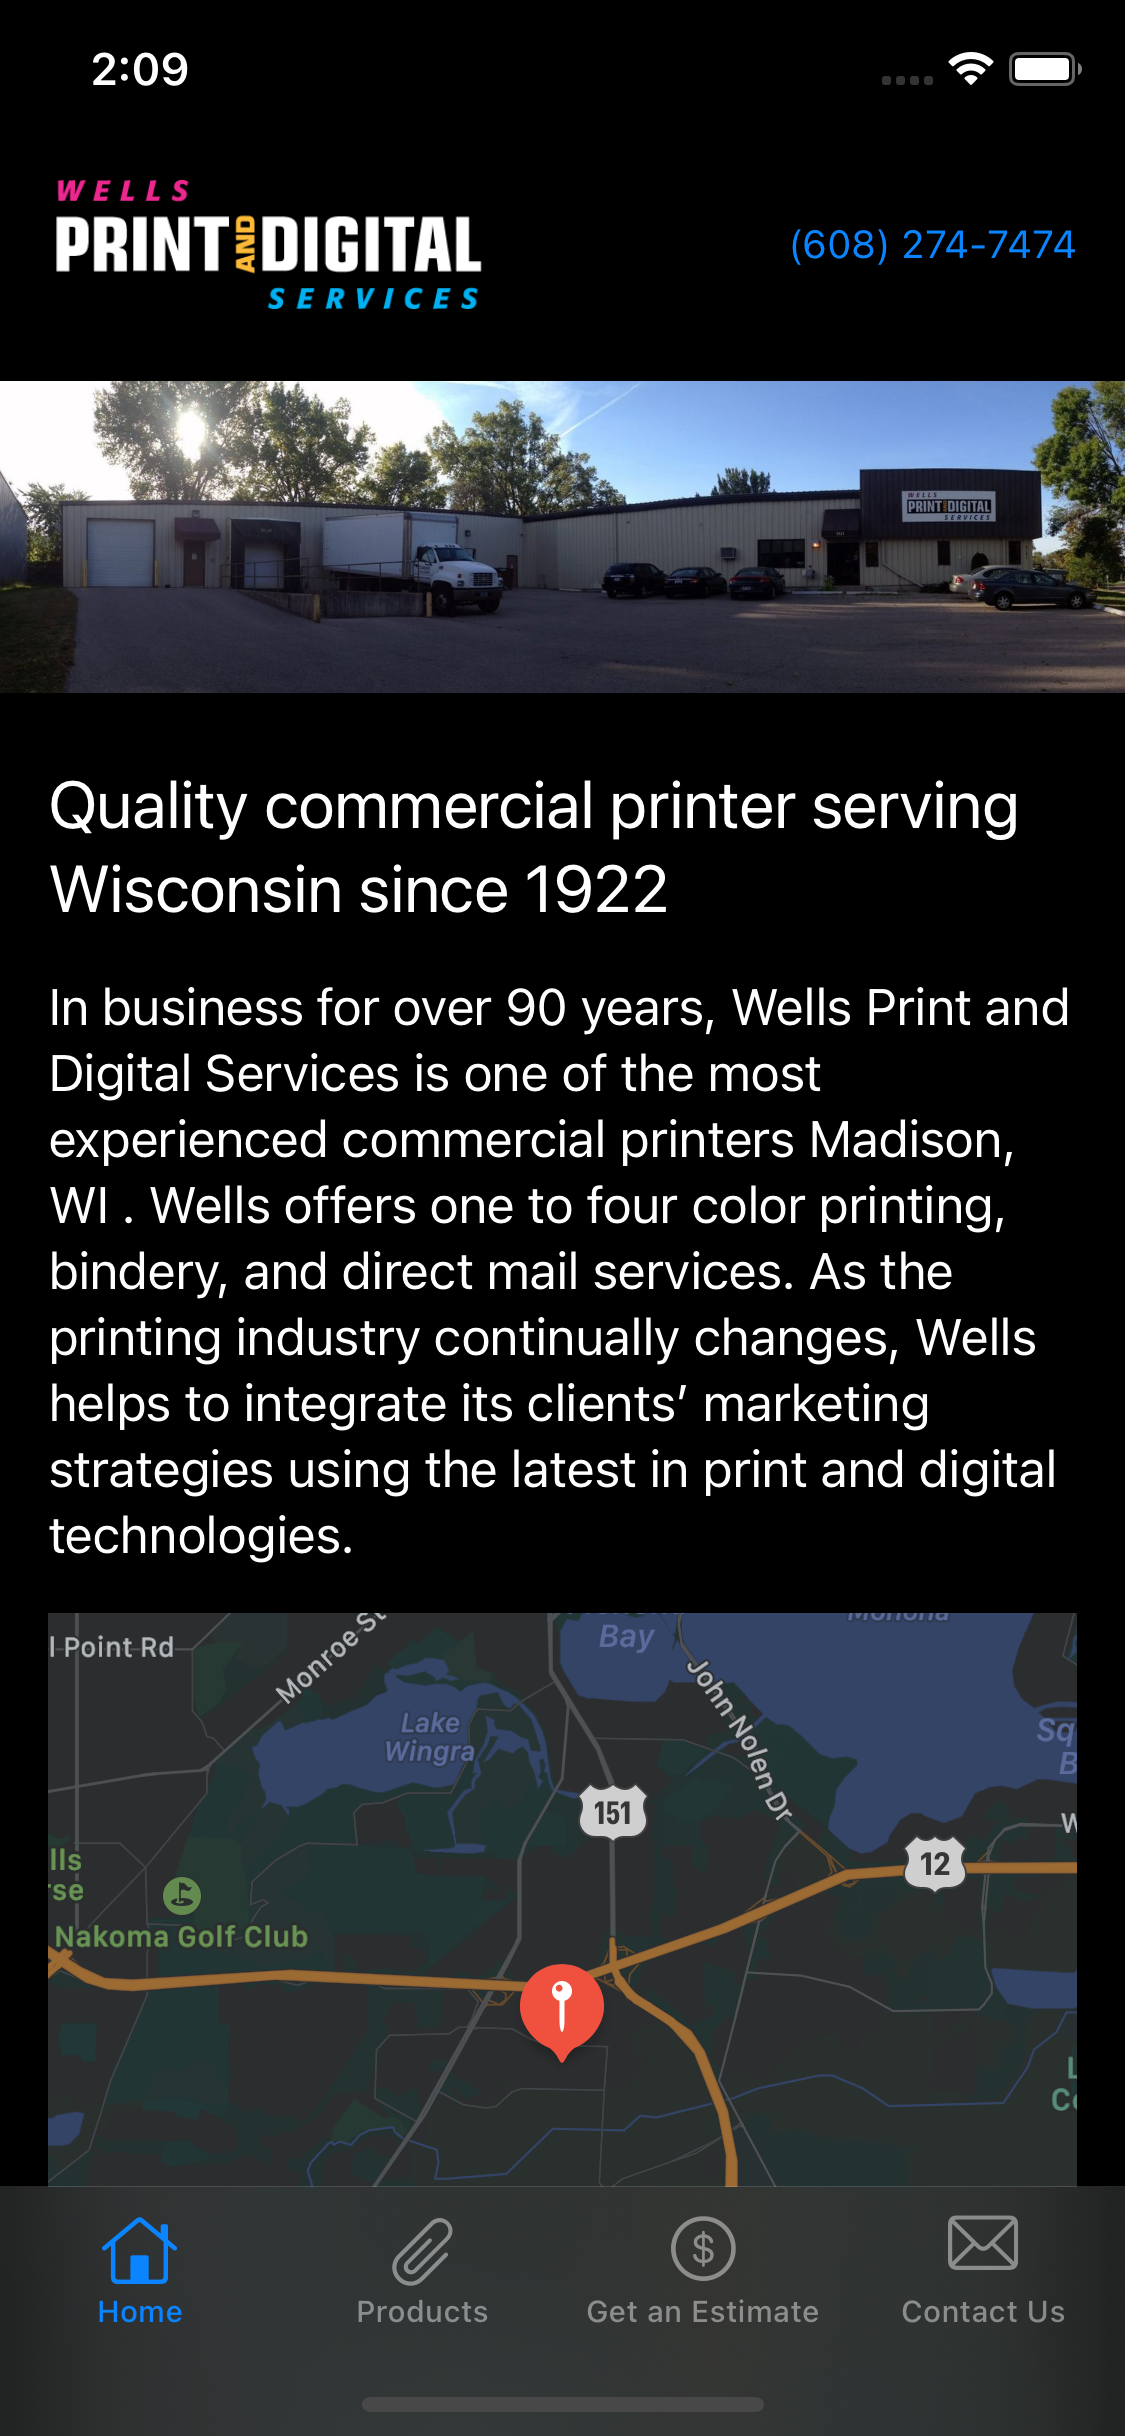 2:09
WELLS
PRINT AND DIGITAL
SERVICES
(608) 274-7474
WELLS
PRINT AND DIGITAL
SERVICES
Quality commercial printer serving
Wisconsin since 1922
In business for over 90 years, Wells Print and
Digital Services is one of the most
experienced commercial printers Madison,
WI . Wells offers one to four color printing,
bindery, and direct mail services. As the
printing industry continually changes, Wells
helps to integrate its clients’ marketing
strategies using the latest in print and digital
technologies.
l Point Rd
Monroe St
Bay
Monona
John Nolen Dr
Lake
Wingra
Sq
B
151
W
12
lls
rse
Nakoma Golf Club
L
Co
Home
Products
Get an Estimate
Contact Us